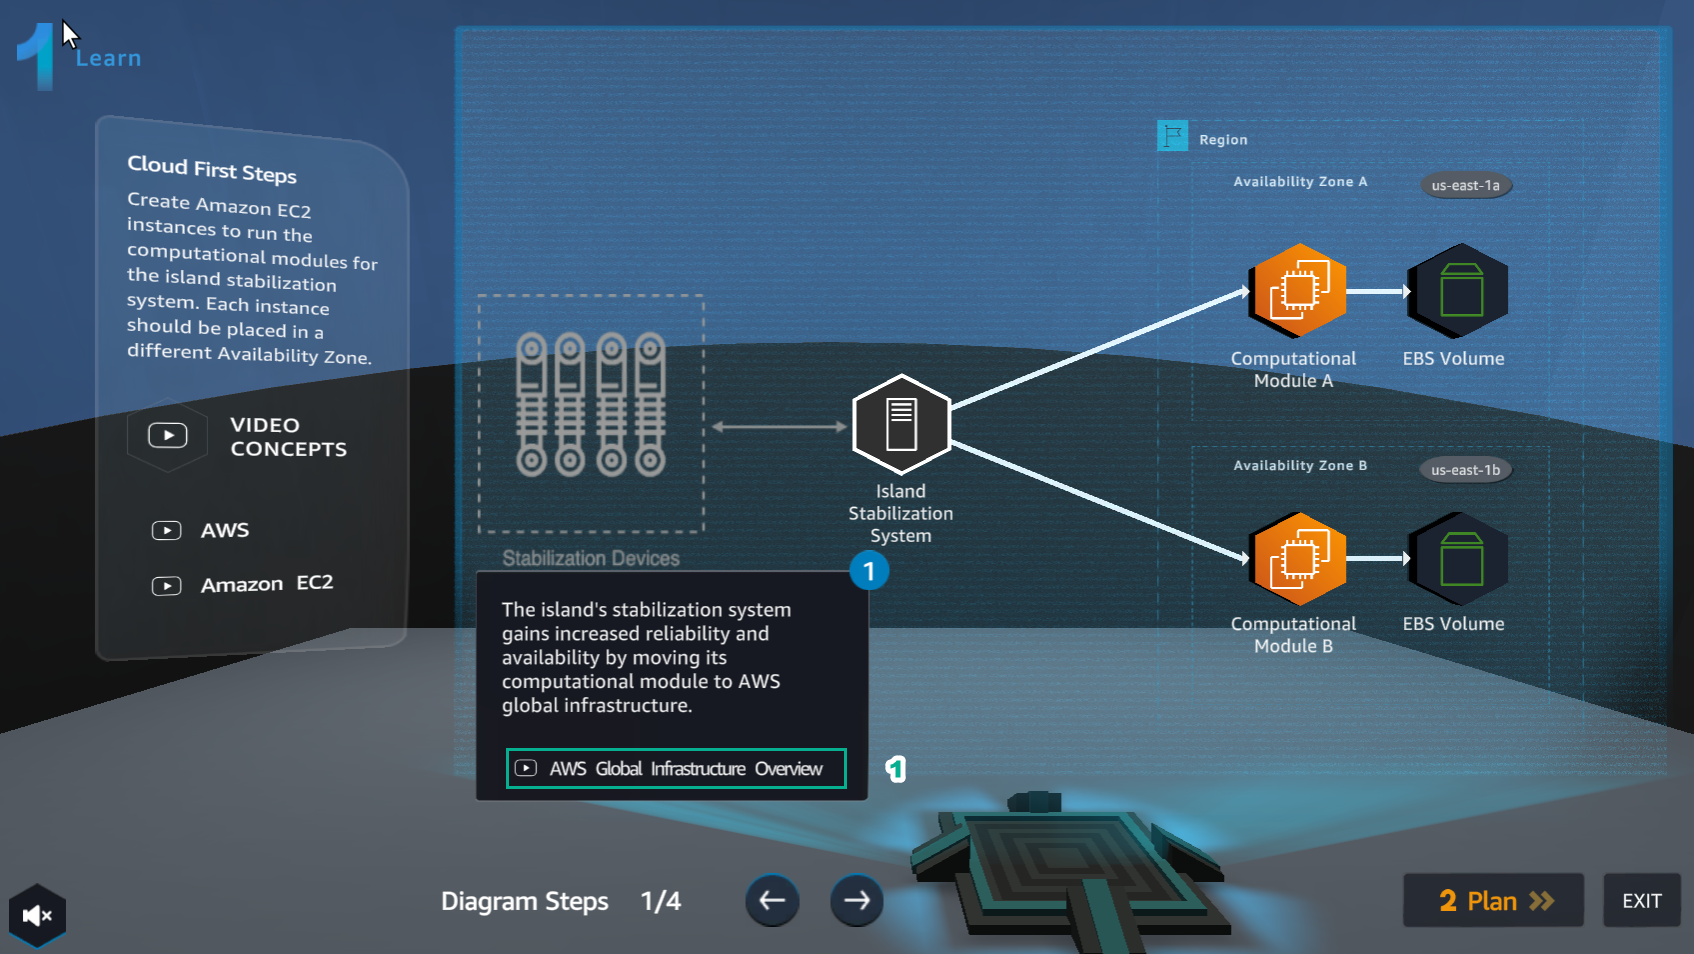 1 Learn
Cloud First Steps
Create Amazon EC2
instances to run the
computational modules for
the island stabilization
system. Each instance
should be placed in a
different Availability Zone.
VIDEO
CONCEPTS
AWS
Amazon EC2
Stabilization Devices
Island
Stabilization
System
Region
Availability Zone A
us-east-1a
Computational
Module A
EBS Volume
Availability Zone B
us-east-1b
Computational
Module B
EBS Volume
1
The island's stabilization system
gains increased reliability and
availability by moving its
computational module to AWS
global infrastructure.
AWS Global Infrastructure Overview
1
Diagram Steps 1/4
2 Plan
EXIT